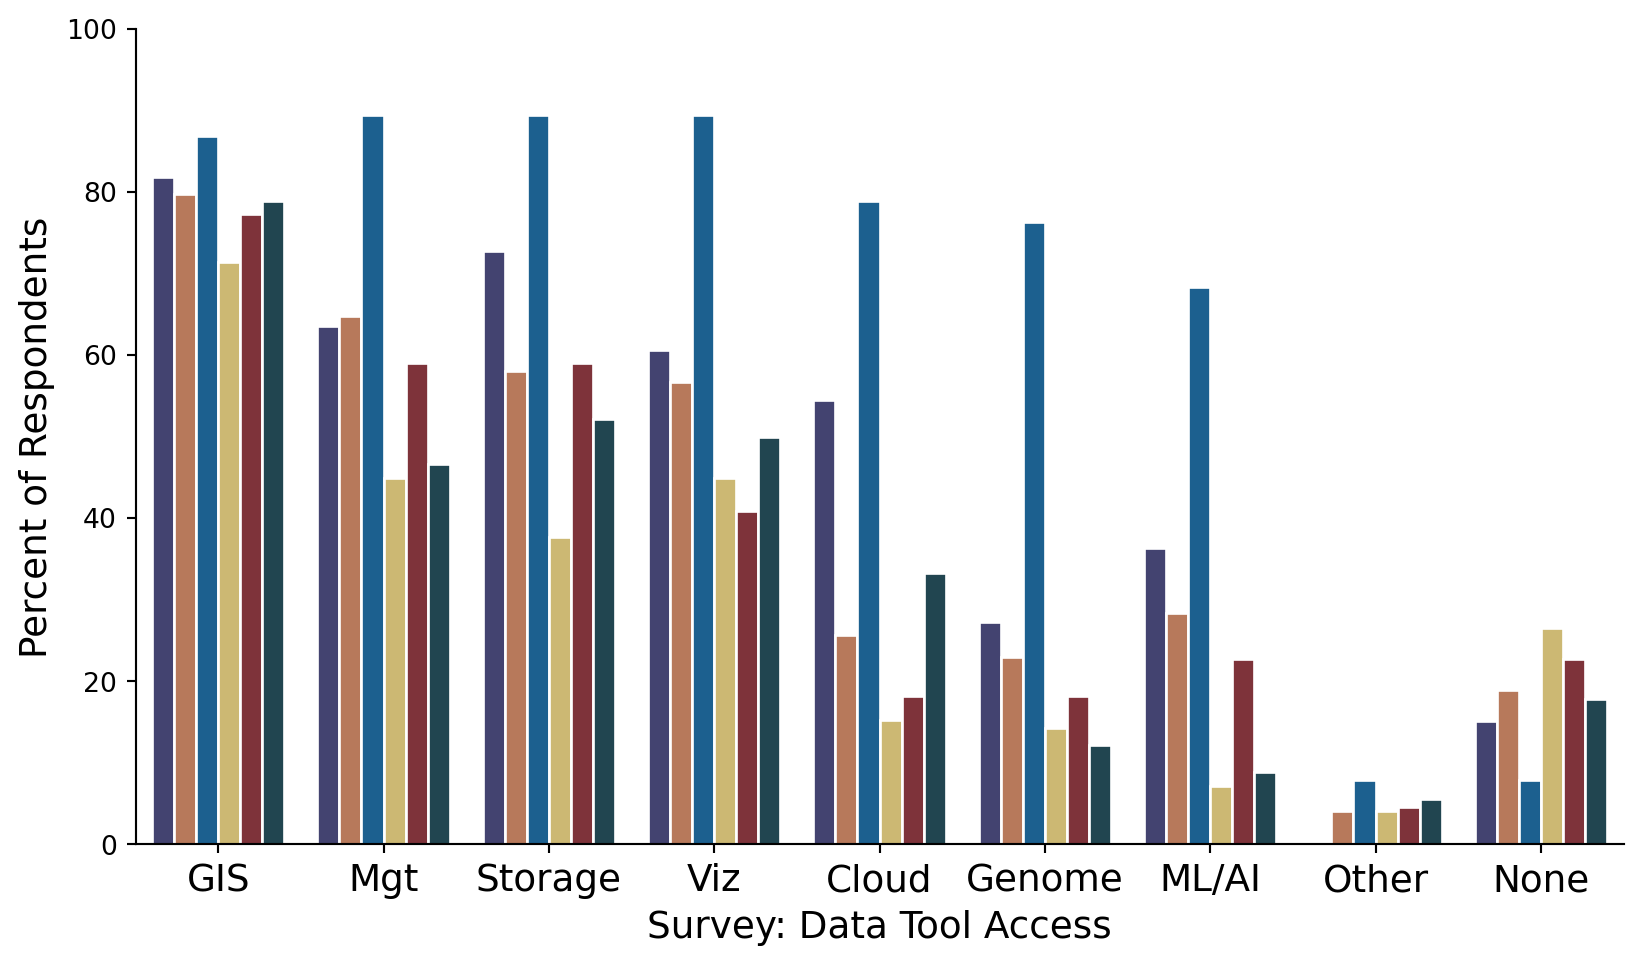 Percent of Respondents
100
80
60
40
20
0
GIS Mgt Storage Viz Cloud Genome ML/AI Other None
Survey: Data Tool Access